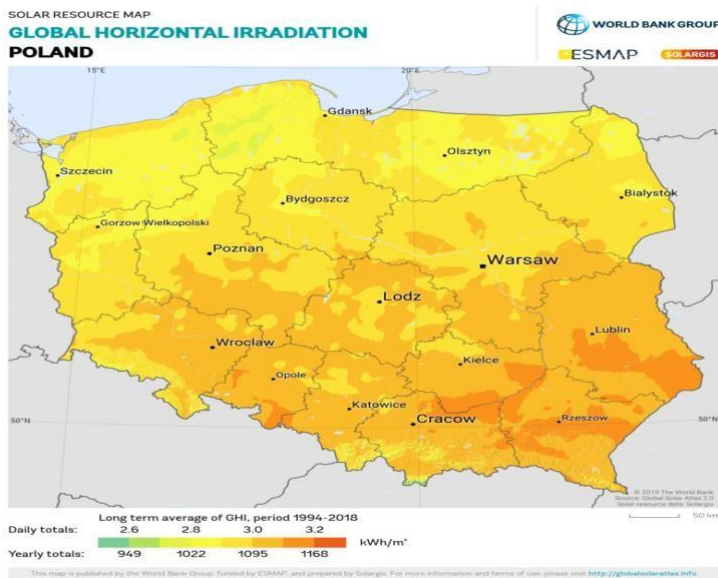 SOLAR RESOURCE MAP
GLOBAL HORIZONTAL IRRADIATION
POLAND
WORLD BANK GROUP
ESMAP
SOLARGIS
15°E
20°E
Gdansk
Olsztyn
Szczecin
Bialystok
Bydgoszcz
Gorzow Wielkopolski
Poznan
Warsaw
Lodz
Lublin
Wroclaw
Kielce
Opole
Katowice
50°N
Cracow
Rzeszow
50°N
© 2019 The World Bank
Source: Global Solar Atlas 2.0
Solar resource data: Solargis
50 km
Long term average of GHI, period 1994-2018
Daily totals: 2.6 2.8 3.0 3.2
kWh/m²
Yearly totals: 949 1022 1095 1168
This map is published by the World Bank Group, funded by ESMAP, and prepared by Solargis. For more information and terms of use, please visit http://globalsolaratlas.info